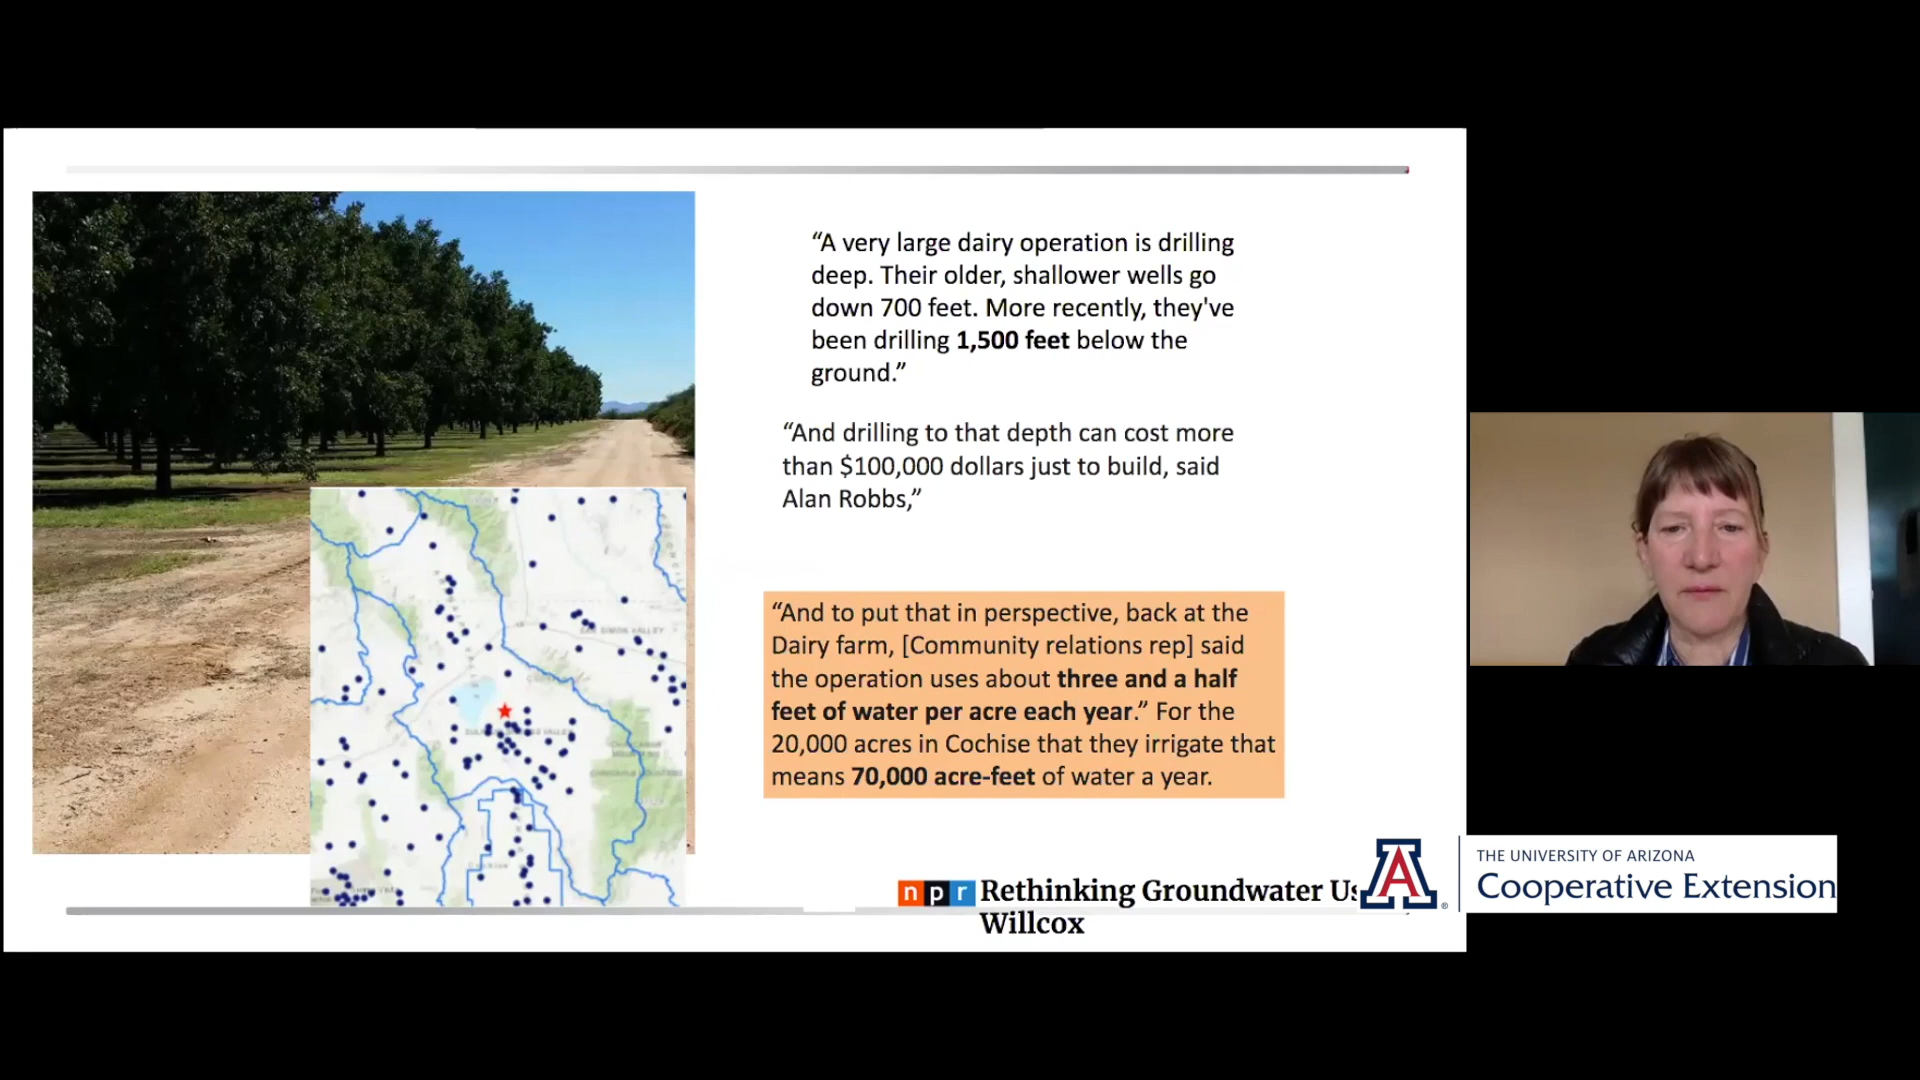 “A very large dairy operation is drilling
deep. Their older, shallower wells go
down 700 feet. More recently, they've
been drilling 1,500 feet below the
ground.”
“And drilling to that depth can cost more
than $100,000 dollars just to build, said
Alan Robbs,”
“And to put that in perspective, back at the
Dairy farm, [Community relations rep] said
the operation uses about three and a half
feet of water per acre each year.” For the
20,000 acres in Cochise that they irrigate that
means 70,000 acre-feet of water a year.
SAN SIMON VALLEY
npr Rethinking Groundwater Us
Willcox
A
THE UNIVERSITY OF ARIZONA
Cooperative Extension